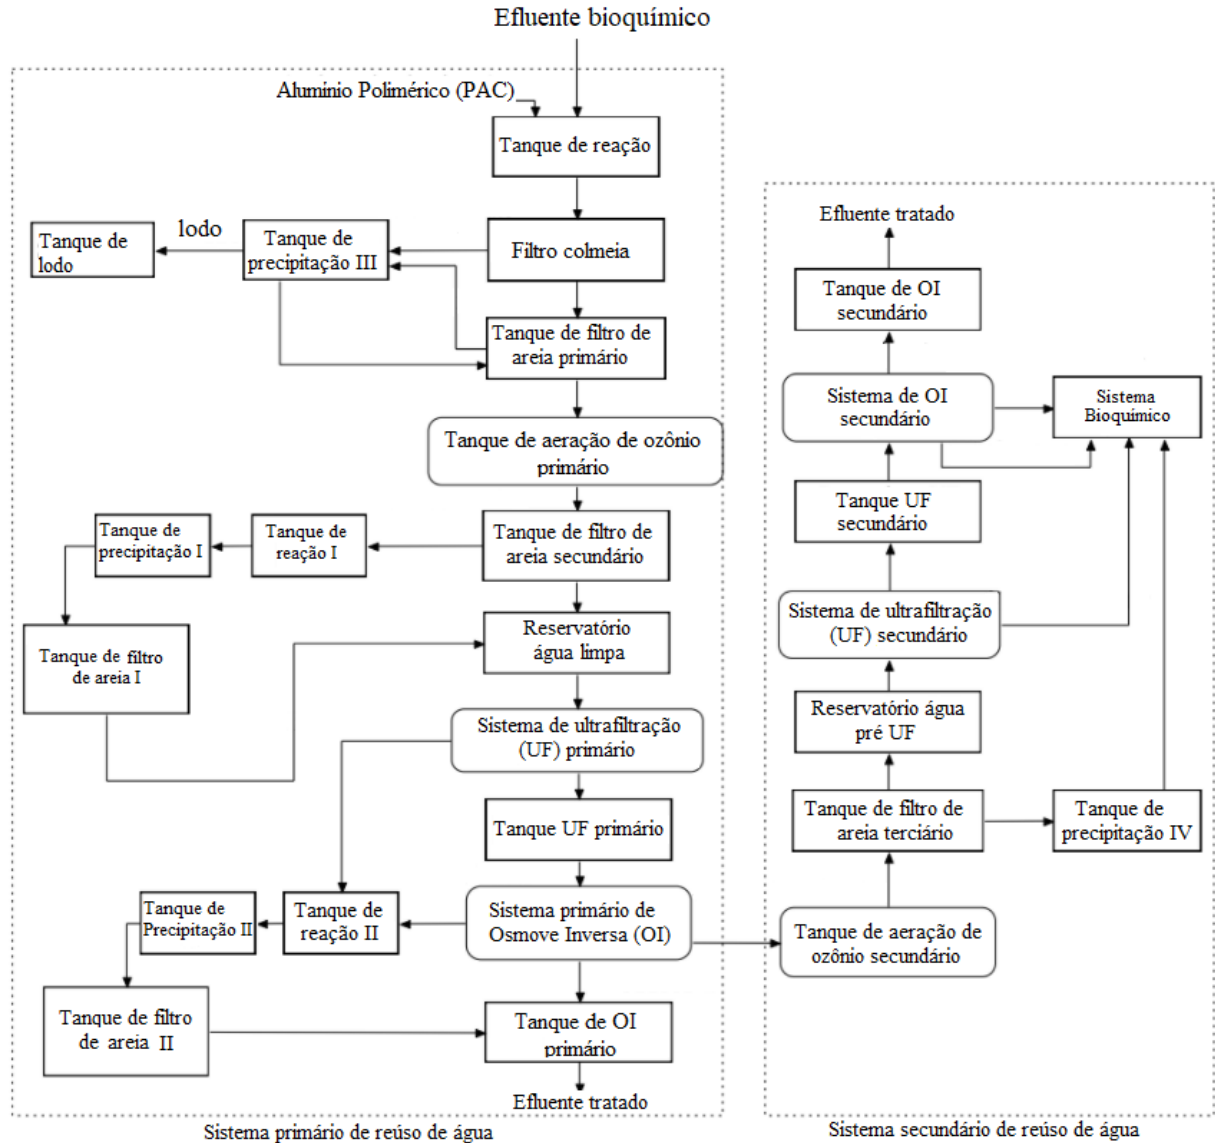 Efluente bioquímico
Alumínio Polimérico (PAC)
Tanque de reação
Tanque de
lodo
lodo
Tanque de
precipitação III
Filtro colmeia
Tanque de filtro de
areia primário
Tanque de aeração de ozônio
primário
Tanque de
precipitação I
Tanque de
reação I
Tanque de filtro de
areia secundário
Tanque de filtro
de areia I
Reservatório
água limpa
Sistema de ultrafiltração
(UF) primário
Tanque UF primário
Tanque de
Precipitação II
Tanque de
reação II
Sistema primário de
Osmove Inversa (OI)
Tanque de filtro
de areia II
Tanque de OI
primário
Efluente tratado
Sistema primário de reúso de água
Efluente tratado
Tanque de OI
secundário
Sistema de OI
secundário
Sistema
Bioquímico
Tanque UF
secundário
Sistema de ultrafiltração
(UF) secundário
Reservatório água
pré UF
Tanque de filtro de
areia terciário
Tanque de
precipitação IV
Tanque de aeração de
ozônio secundário
Sistema secundário de reúso de água